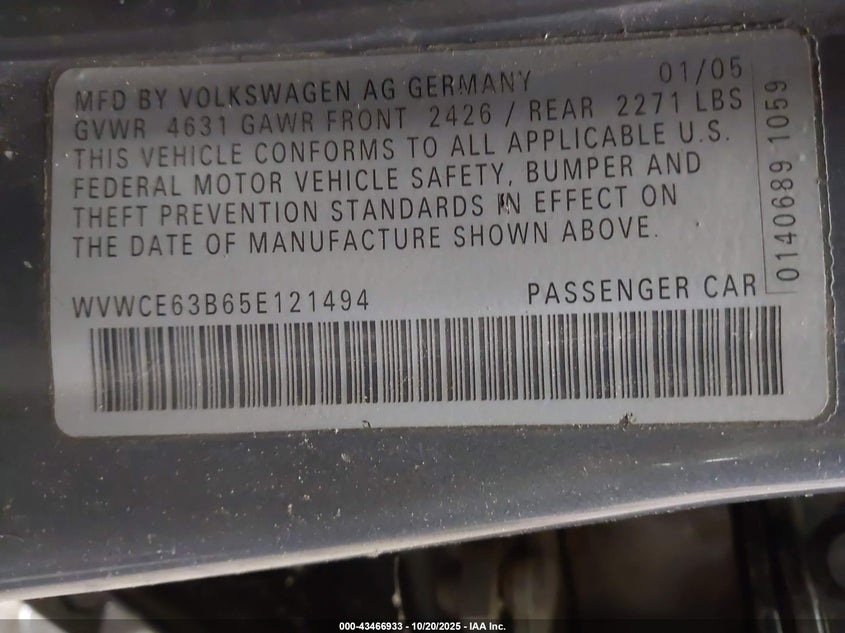 MFD BY VOLKSWAGEN AG GERMANY 01/05
GVWR 4631 GAWR FRONT 2426 / REAR 2271 LBS
THIS VEHICLE CONFORMS TO ALL APPLICABLE U.S.
FEDERAL MOTOR VEHICLE SAFETY, BUMPER AND
THEFT PREVENTION STANDARDS IN EFFECT ON
THE DATE OF MANUFACTURE SHOWN ABOVE.
0140689 1059
WVWCE63B65E121494 PASSENGER CAR
000-43466933 - 10/20/2025 - IAA Inc.